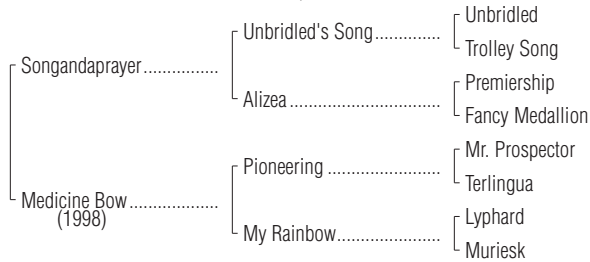 Unbridled
Unbridled's Song..............
Trolley Song
Songandaprayer................
Premiership
Alizea................................
Fancy Medallion
Mr. Prospector
Pioneering ........................
Terlingua
Medicine Bow...................
(1998)
Lyphard
My Rainbow......................
Muriesk